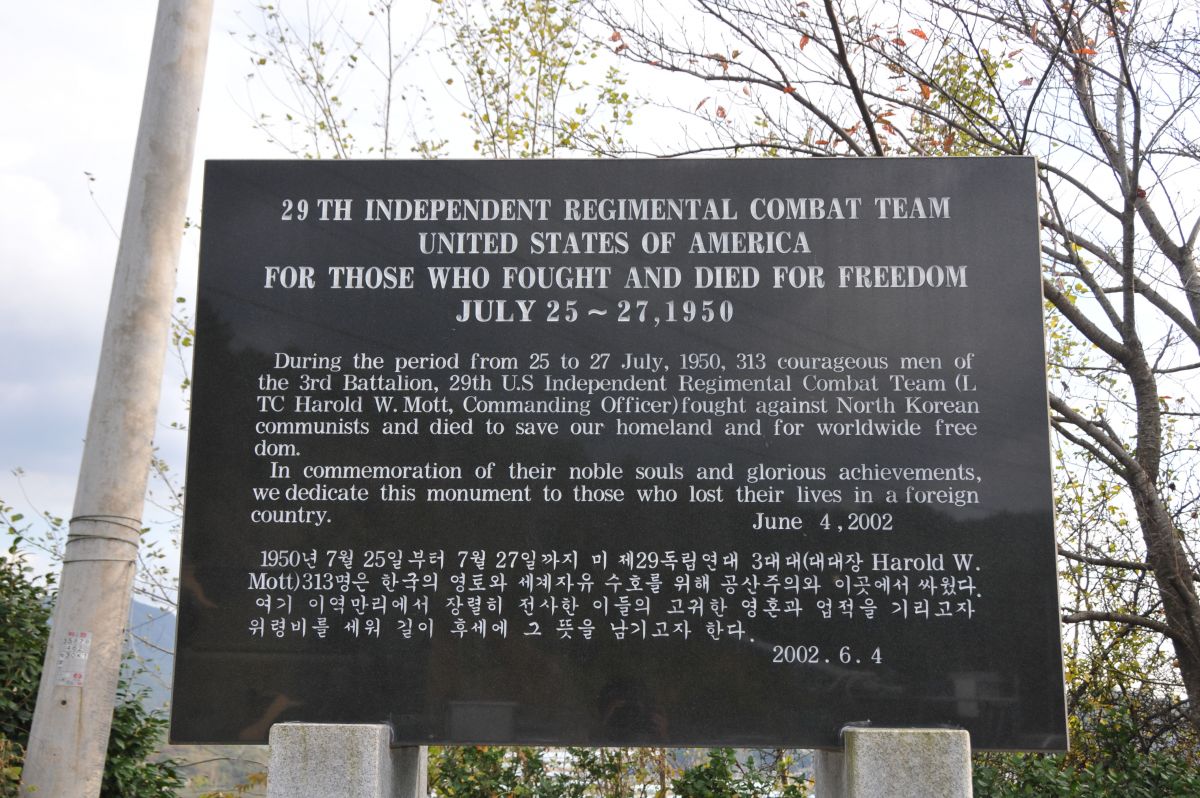 29 TH INDEPENDENT REGIMENTAL COMBAT TEAM
UNITED STATES OF AMERICA
FOR THOSE WHO FOUGHT AND DIED FOR FREEDOM
JULY 25 ~ 27,1950
During the period from 25 to 27 July, 1950, 313 courageous men of
the 3rd Battalion, 29th U.S Independent Regimental Combat Team (L
TC Harold W. Mott, Commanding Officer) fought against North Korean
communists and died to save our homeland and for worldwide free
dom.
In commemoration of their noble souls and glorious achievements,
we dedicate this monument to those who lost their lives in a foreign
country.
June 4, 2002
1950년 7월 25일부터 7월 27일까지 미 제29독립연대 3대대(대대장 Harold W.
Mott)313명은 한국의 영토와 세계자유 수호를 위해 공산주의와 이곳에서 싸웠다.
여기 이역만리에서 장렬히 전사한 이들의 고귀한 영혼과 업적을 기리고자
위령비를 세워 길이 후세에 그 뜻을 남기고자 한다.
2002. 6. 4